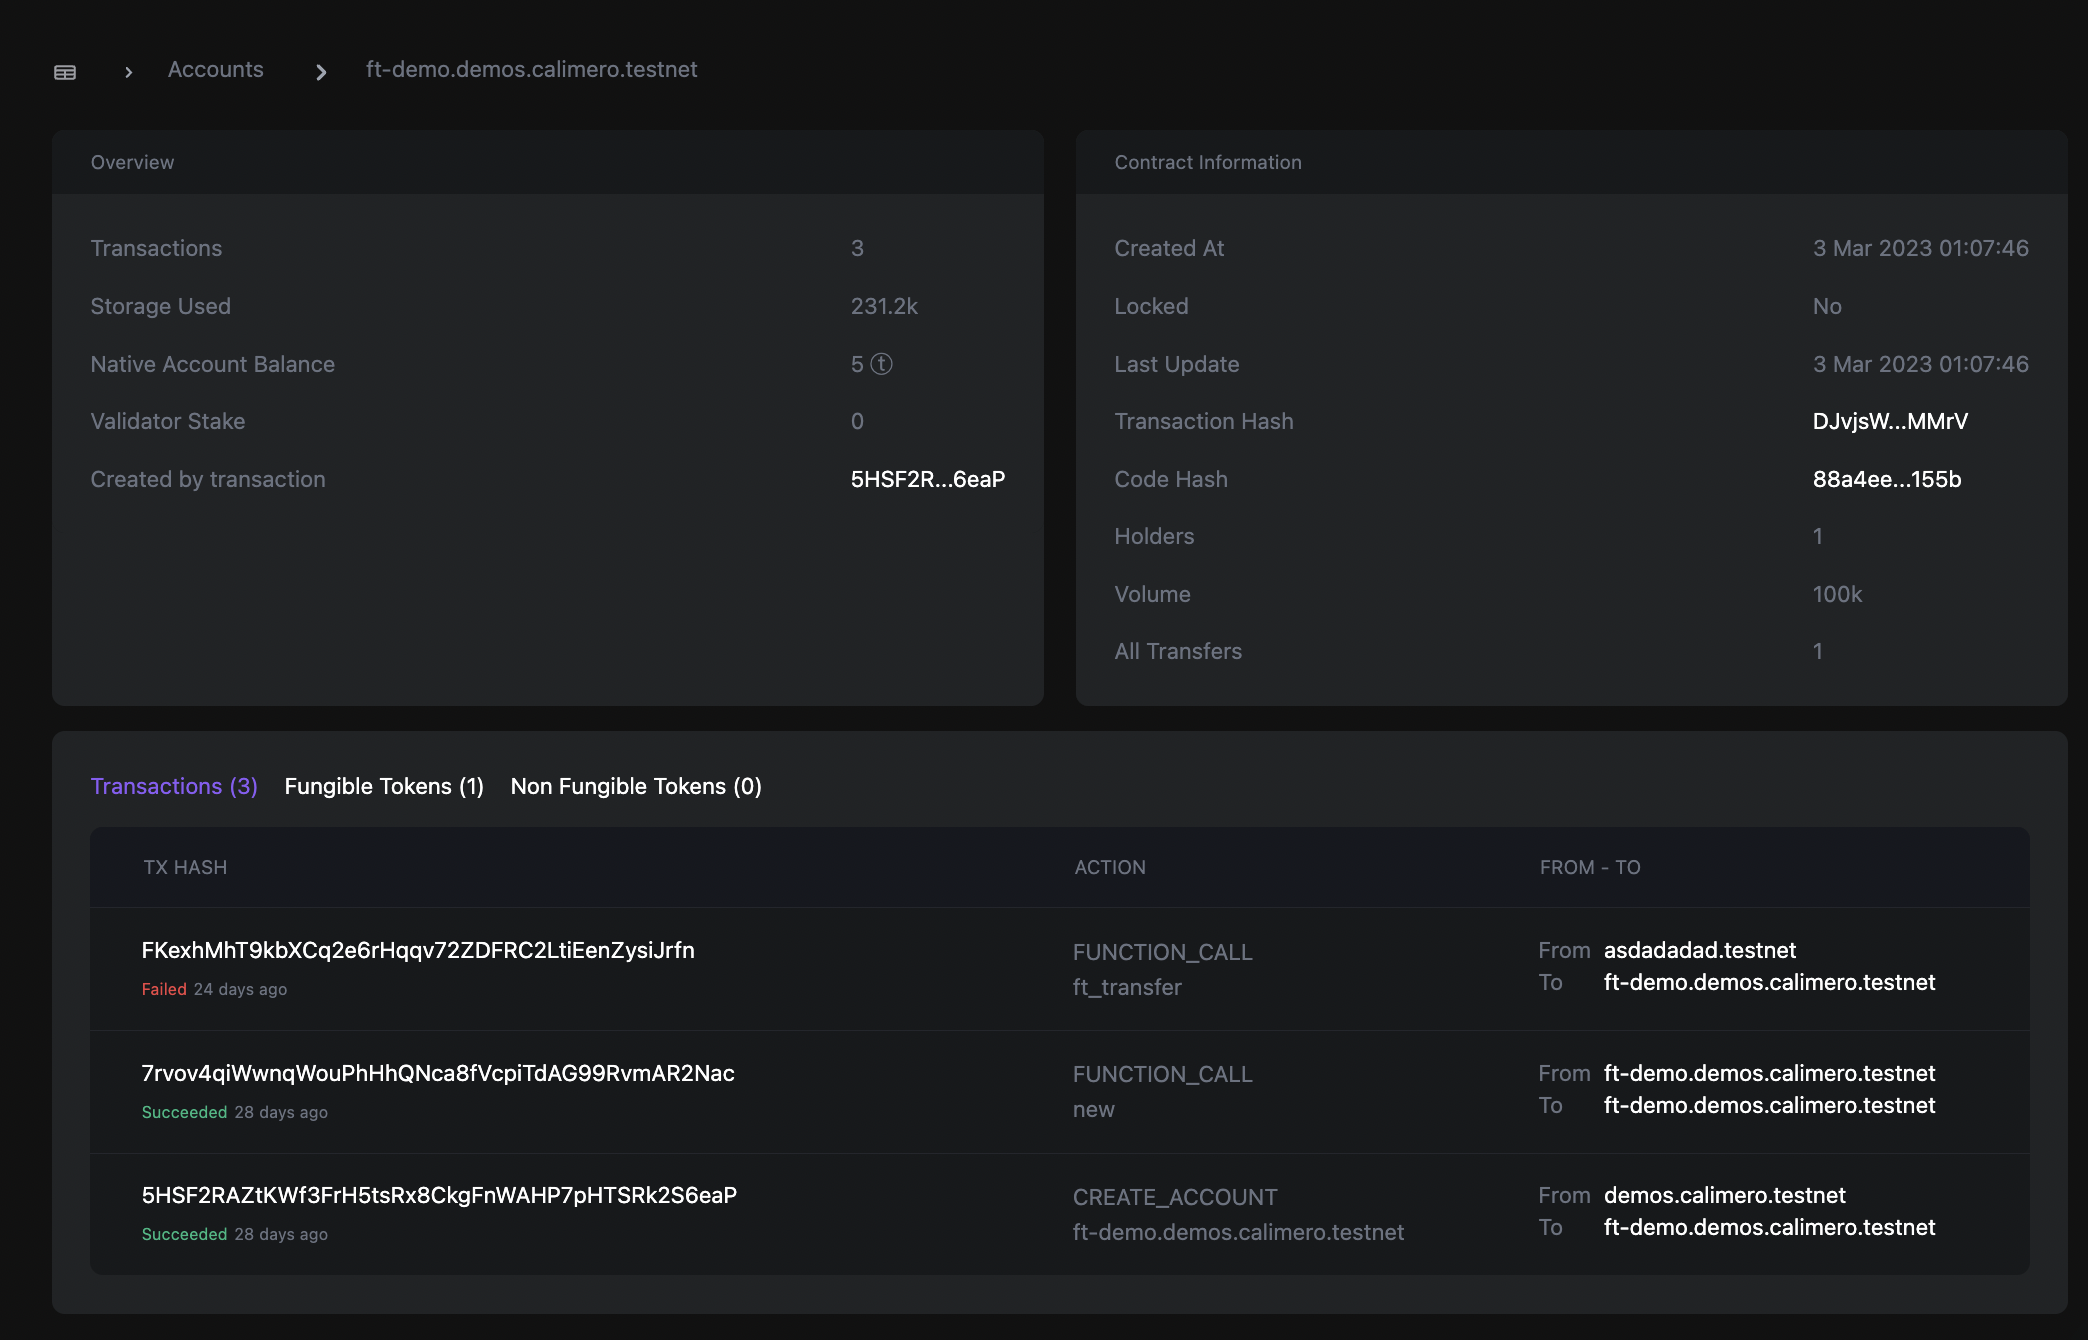 Accounts ft-demo.demos.calimero.testnet
Overview
Transactions 3
Storage Used 231.2k
Native Account Balance 5 ⓣ
Validator Stake 0
Created by transaction 5HSF2R...6eaP
Contract Information
Created At 3 Mar 2023 01:07:46
Locked No
Last Update 3 Mar 2023 01:07:46
Transaction Hash DJvjsW...MMrV
Code Hash 88a4ee...155b
Holders 1
Volume 100k
All Transfers 1
Transactions (3) Fungible Tokens (1) Non Fungible Tokens (0)
TX HASH ACTION FROM - TO
FKexhMhT9kbXCq2e6rHqqv72ZDFRC2LtiEenZysiJrfn FUNCTION_CALL From asdadadad.testnet
Failed 24 days ago ft_transfer To ft-demo.demos.calimero.testnet
7rvov4qiWwnqWouPhHhQNca8fVcpiTdAG99RvmAR2Nac FUNCTION_CALL From ft-demo.demos.calimero.testnet
Succeeded 28 days ago new To ft-demo.demos.calimero.testnet
5HSF2RAZtKWf3FrH5tsRx8CkgFnWAHP7pHTSRk2S6eaP CREATE_ACCOUNT From demos.calimero.testnet
Succeeded 28 days ago ft-demo.demos.calimero.testnet To ft-demo.demos.calimero.testnet